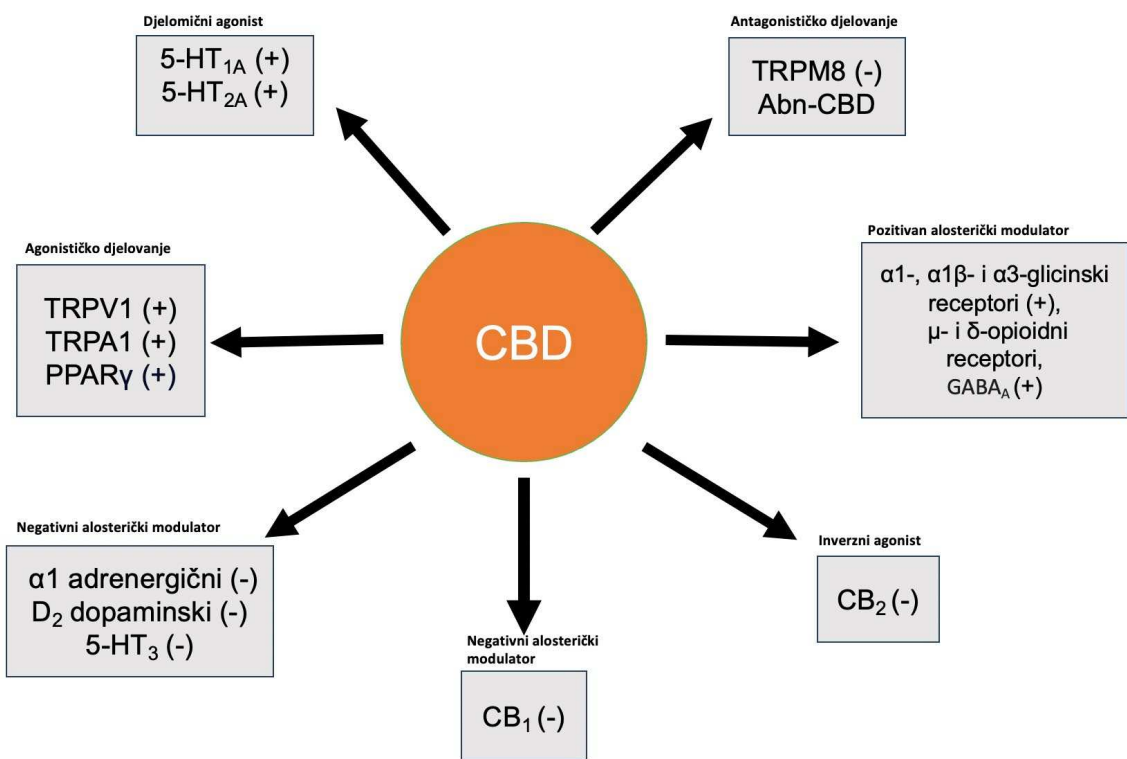 Djelomični agonist
5-HT₁A (+)
5-HT₂A (+)
Antagonističko djelovanje
TRPM8 (-)
Abn-CBD
Agonističko djelovanje
TRPV1 (+)
TRPA1 (+)
PPARγ (+)
CBD
Pozitivan alosterički modulator
α1-, α1β- i α3-glicinski
receptori (+),
μ- i δ-opioidni
receptori,
GABAA (+)
Negativni alosterički modulator
α1 adrenergični (-)
D₂ dopaminski (-)
5-HT₃ (-)
Negativni alosterički
modulator
CB₁ (-)
Inverzni agonist
CB₂ (-)